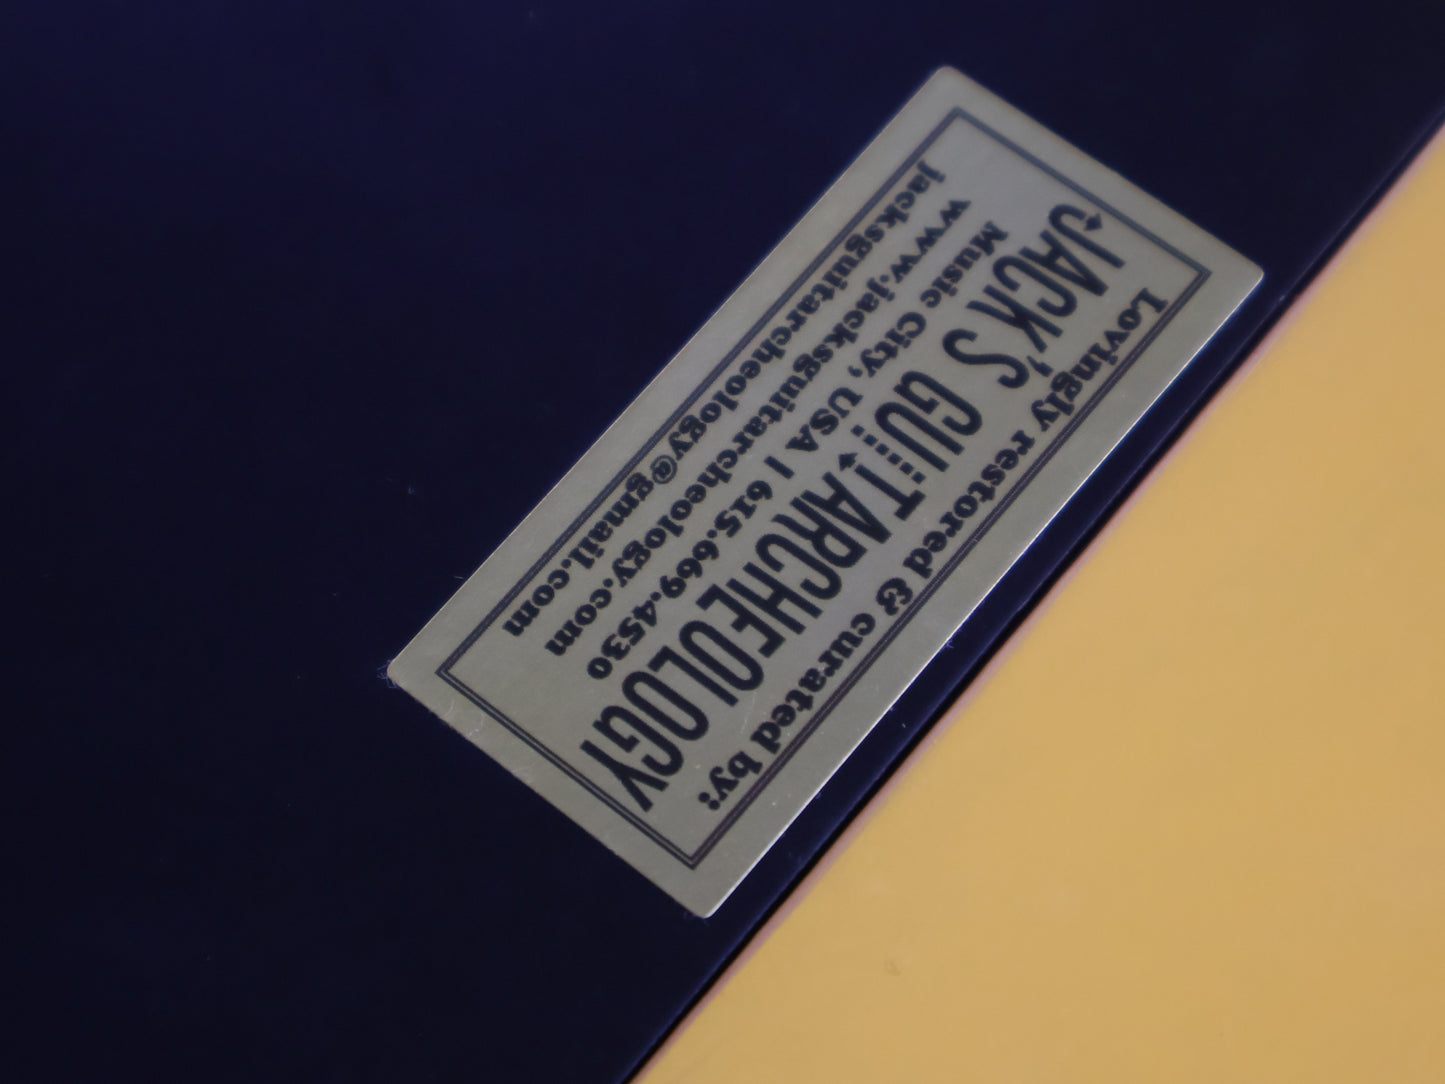 Lovingly restored & curated by:
JACK'S GUITARCHEOLOGY
Music City, USA | 615.669.4530
www.jacksguitarcheology.com
jacksguitarcheology@gmail.com